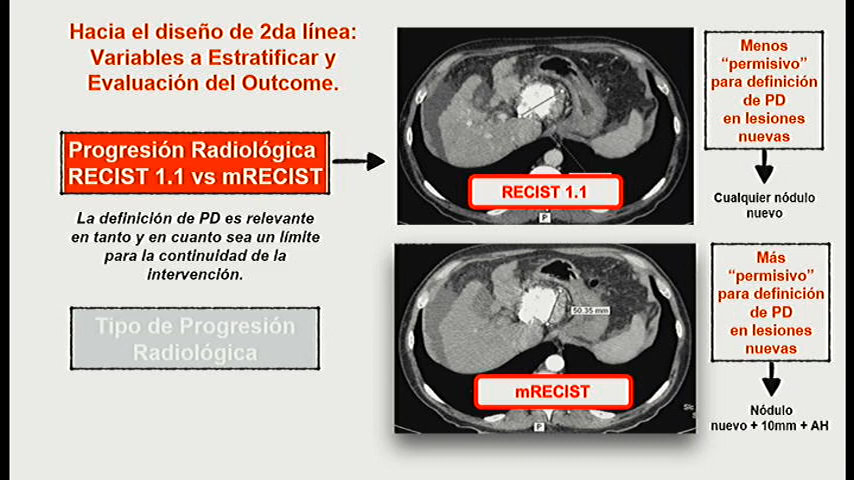 Hacia el diseño de 2da línea:
Variables a Estratificar y
Evaluación del Outcome.
Progresión Radiológica
RECIST 1.1 vs mRECIST
La definición de PD es relevante
en tanto y en cuanto sea un límite
para la continuidad de la
intervención.
Tipo de Progresión
Radiológica
RECIST 1.1
P
50.35 mm
mRECIST
P
Menos
“permisivo”
para definición
de PD
en lesiones
nuevas
Cualquier nódulo
nuevo
Más
“permisivo”
para definición
de PD
en lesiones
nuevas
Nódulo
nuevo + 10mm + AH